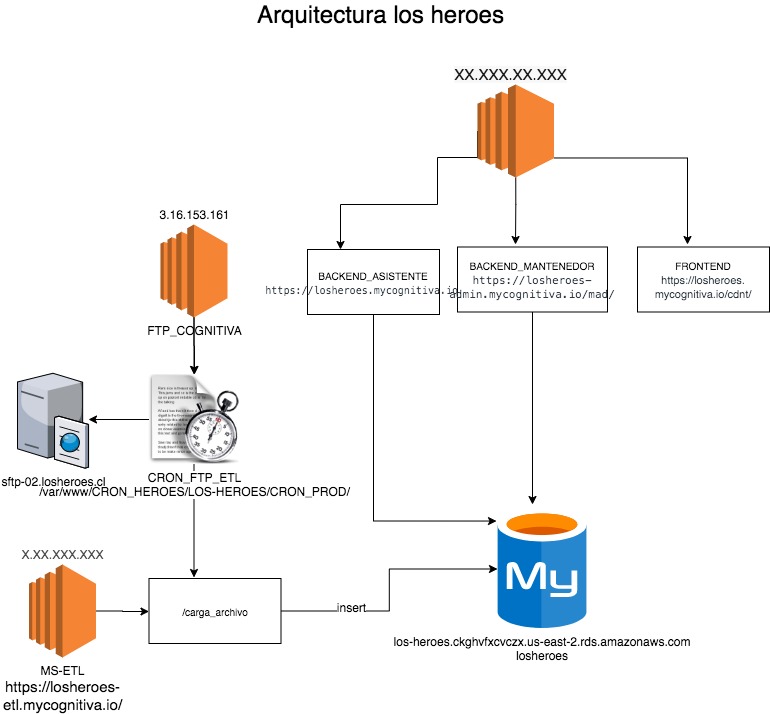 Arquitectura los heroes
XX.XXX.XX.XXX
3.16.153.161
FTP_COGNITIVA
BACKEND_ASISTENTE
https://losheroes.mycognitiva.io
BACKEND_MANTENEDOR
https://losheroes-
admin.mycognitiva.io/mad/
FRONTEND
https://losheroes.
mycognitiva.io/cdnt/
sftp-02.losheroes.cl
CRON_FTP_ETL
/var/www/CRON_HEROES/LOS-HEROES/CRON_PROD/
X.XX.XXX.XXX
/carga_archivo
insert
My
MS-ETL
https://losheroes-
etl.mycognitiva.io/
los-heroes.ckghvfxcvczx.us-east-2.rds.amazonaws.com
losheroes